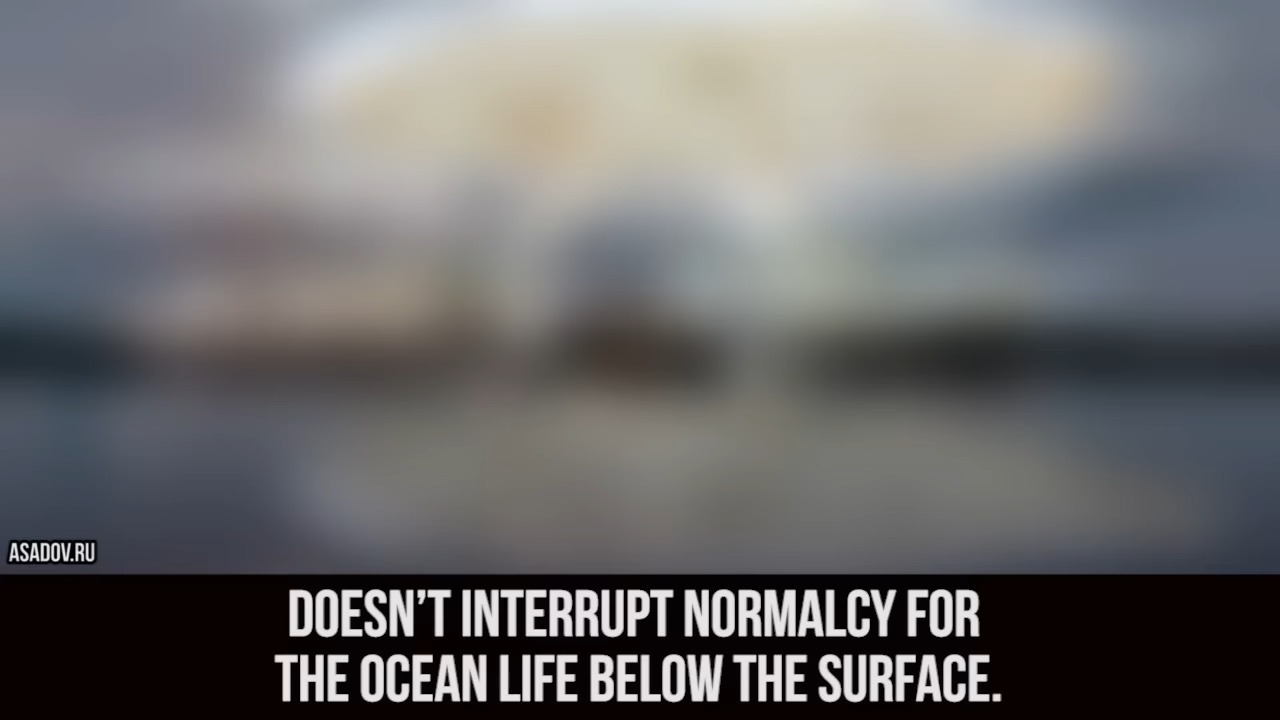 ASADOV.RU
DOESN’T INTERRUPT NORMALCY FOR
THE OCEAN LIFE BELOW THE SURFACE.